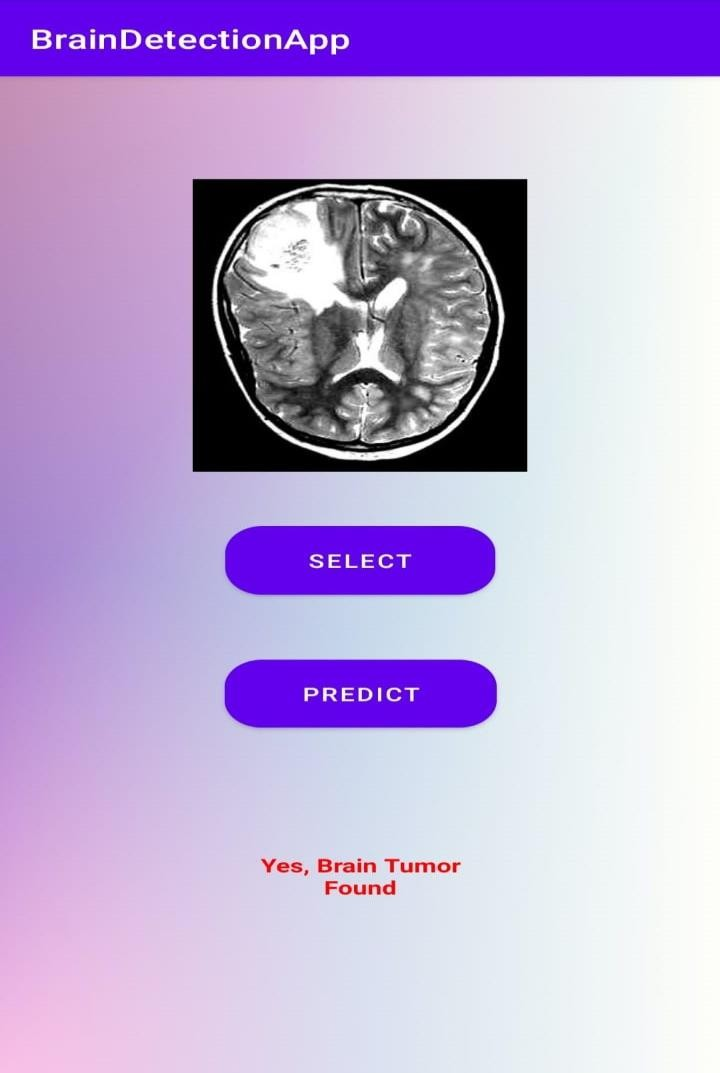 BrainDetectionApp
SELECT
PREDICT
Yes, Brain Tumor
Found